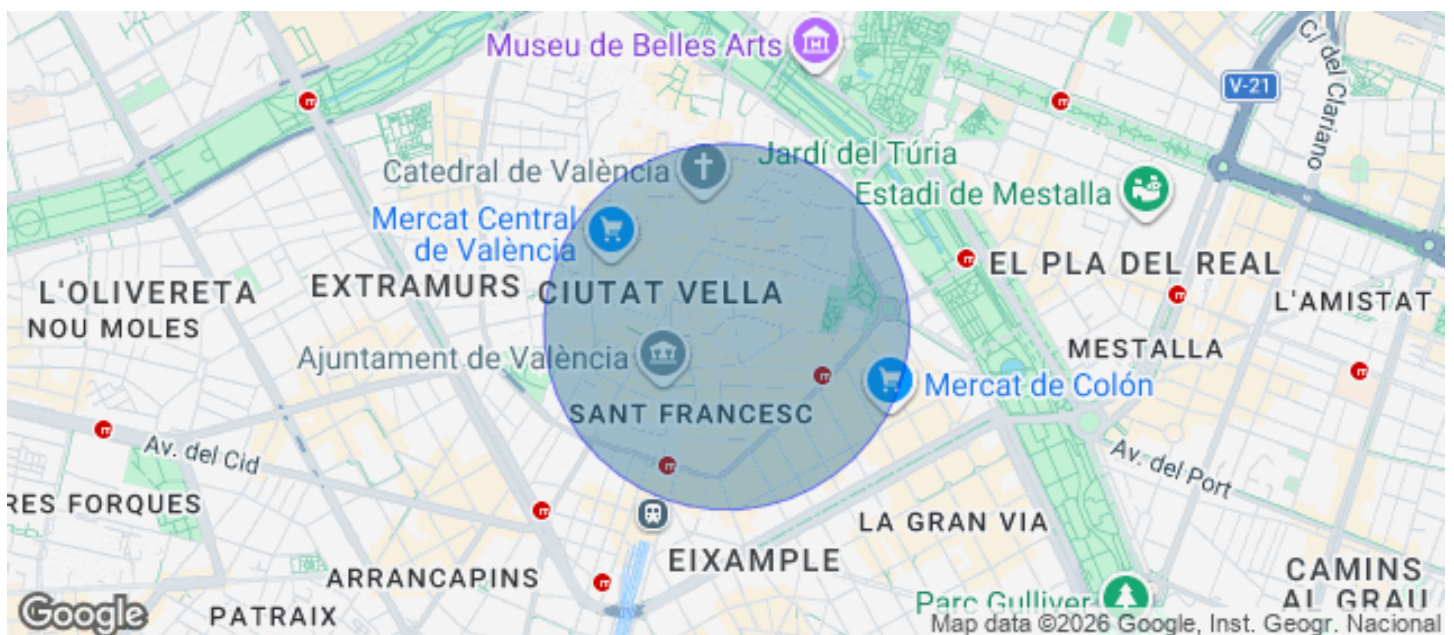 Museu de Belles Arts
C/ del Clariano
V-21
Catedral de València
Jardí del Túria
Estadi de Mestalla
Mercat Central
de València
EL PLA DEL REAL
L'OLIVERETA
EXTRAMURS
CIUTAT VELLA
L'AMISTAT
NOU MOLES
Ajuntament de València
MESTALLA
Mercat de Colón
SANT FRANCESC
Av. del Cid
Av. del Port
RES FORQUES
LA GRAN VIA
EIXAMPLE
ARRANCAPINS
CAMINS
AL GRAU
Parc Gulliver
PATRAIX
Google
Map data ©2026 Google, Inst. Geogr. Nacional